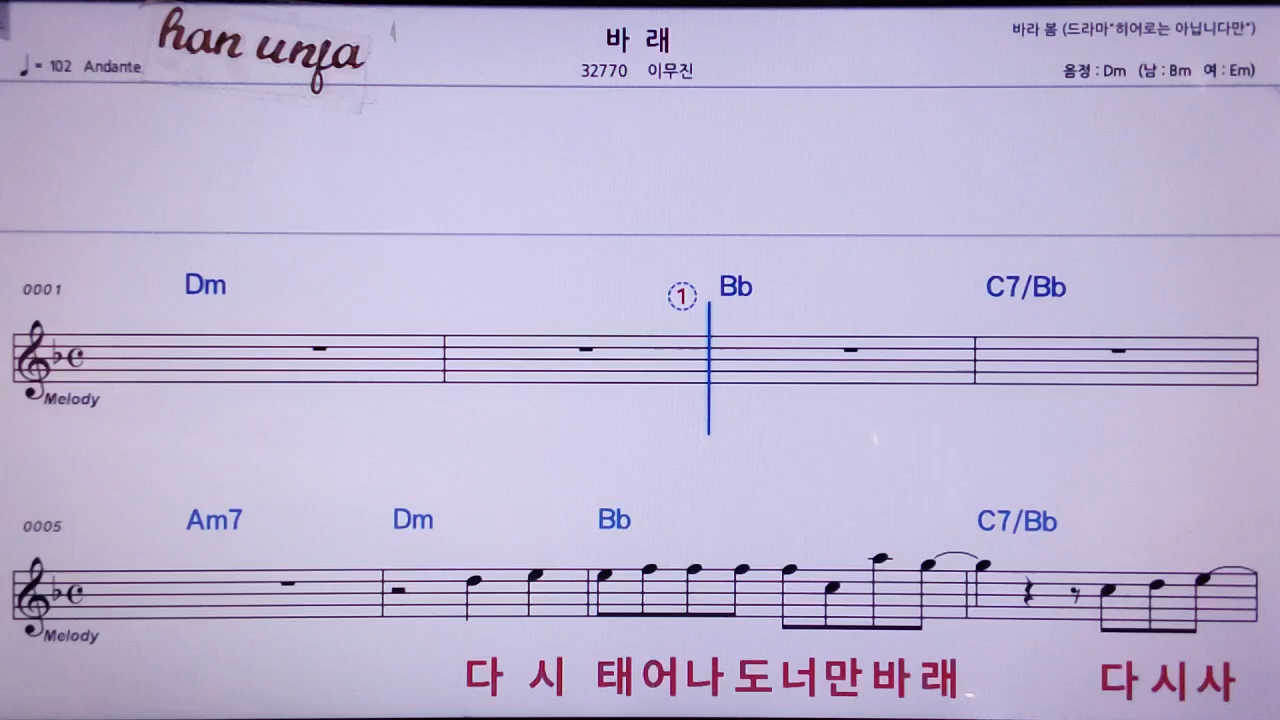 han unfa
바 래
바라 봄 (드라마"히어로는 아닙니다만")
♩= 102 Andante
32770 이무진
음정 : Dm (남 : Bm 여 : Em)
0001 Dm ① Bb C7/Bb
Melody
0005 Am7 Dm Bb C7/Bb
Melody
다 시 태어나도너만바래 다시사